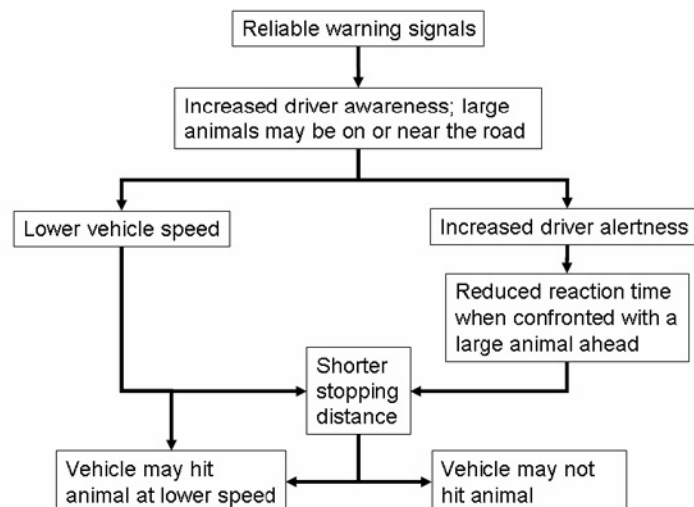 Reliable warning signals
Increased driver awareness; large
animals may be on or near the road
Lower vehicle speed
Increased driver alertness
Reduced reaction time
when confronted with a
large animal ahead
Shorter
stopping
distance
Vehicle may hit
animal at lower speed
Vehicle may not
hit animal